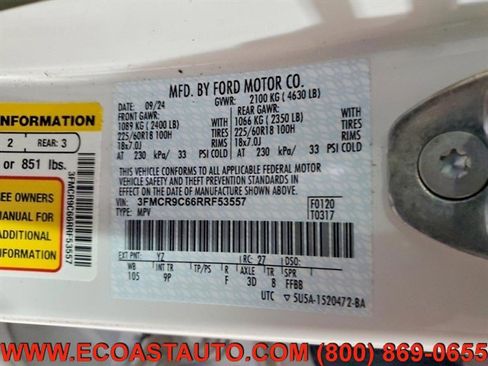 MFD. BY FORD MOTOR CO.
DATE: 09/24 GVWR: 2100 KG ( 4630 LB)
FRONT GAWR: REAR GAWR:
1089 KG ( 2400 LB) WITH 1066 KG ( 2350 LB) WITH
225/60R18 100H TIRES 225/60R18 100H TIRES
18x7.0J RIMS 18x7.0J RIMS
AT 230 kPa/ 33 PSI COLD AT 230 kPa/ 33 PSI COLD
THIS VEHICLE CONFORMS TO ALL APPLICABLE FEDERAL MOTOR
VEHICLE SAFETY AND THEFT PREVENTION STANDARDS IN
EFFECT ON THE DATE OF MANUFACTURE SHOWN ABOVE.
VIN: 3FMCR9C66RRF53557 F0120
TYPE: MPV T0317
EXT PNT: YZ RC: 27 DSO:
WB INT TR TP/PS R AXLE TR SPR
105 9P F 3D 8 FFBB
UTC 5U5A-1520472-BA
INFORMATION
2 REAR: 3
or 851 lbs.
SEE OWNERS
MANUAL FOR
ADDITIONAL
INFORMATION
3FMCR9C66RRF53557
WWW.ECOASTAUTO.COM (800) 869-0655